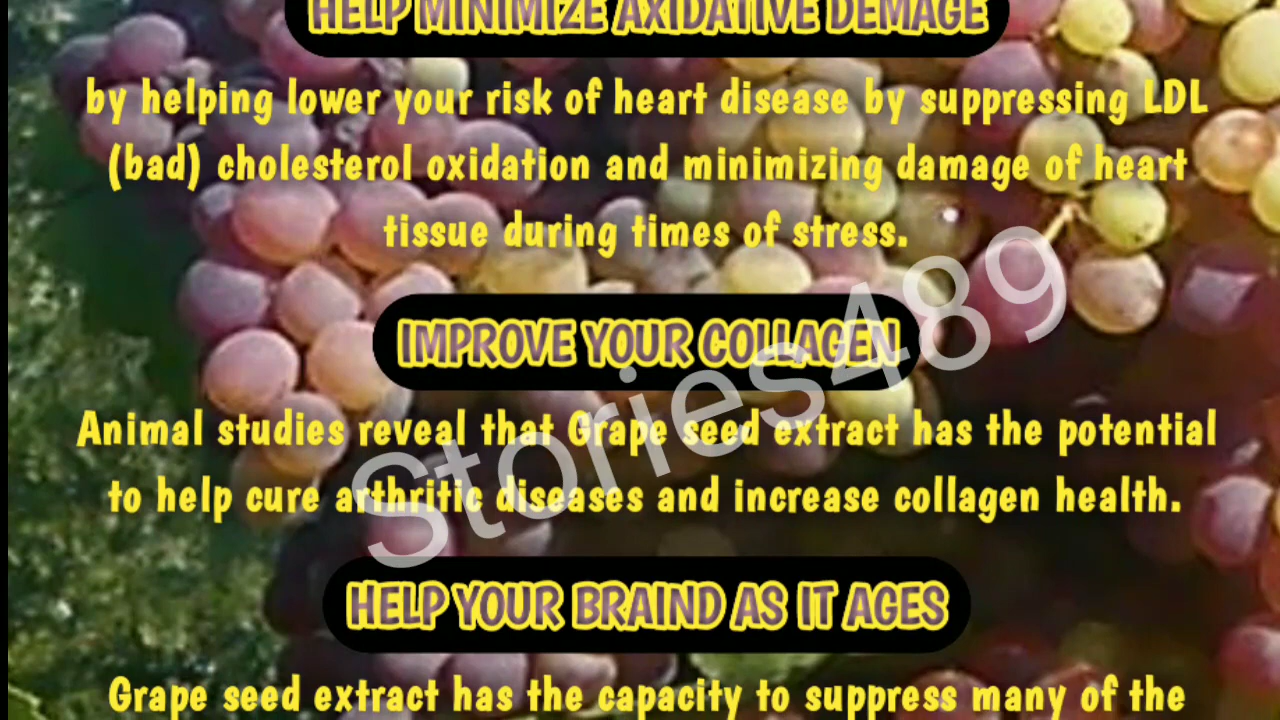 HELP MINIMIZE AXIDATIVE DEMAGE
by helping lower your risk of heart disease by suppressing LDL
(bad) cholesterol oxidation and minimizing damage of heart
tissue during times of stress.
IMPROVE YOUR COLLAGEN
Animal studies reveal that Grape seed extract has the potential
to help cure arthritic diseases and increase collagen health.
Stories489
HELP YOUR BRAIND AS IT AGES
Grape seed extract has the capacity to suppress many of the